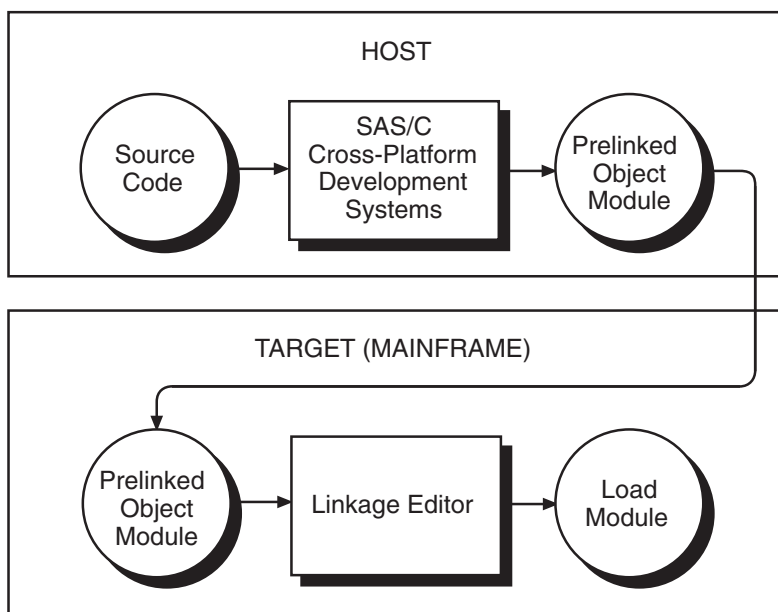 HOST
Source
Code
SAS/C
Cross-Platform
Development
Systems
Prelinked
Object
Module
TARGET (MAINFRAME)
Prelinked
Object
Module
Linkage Editor
Load
Module